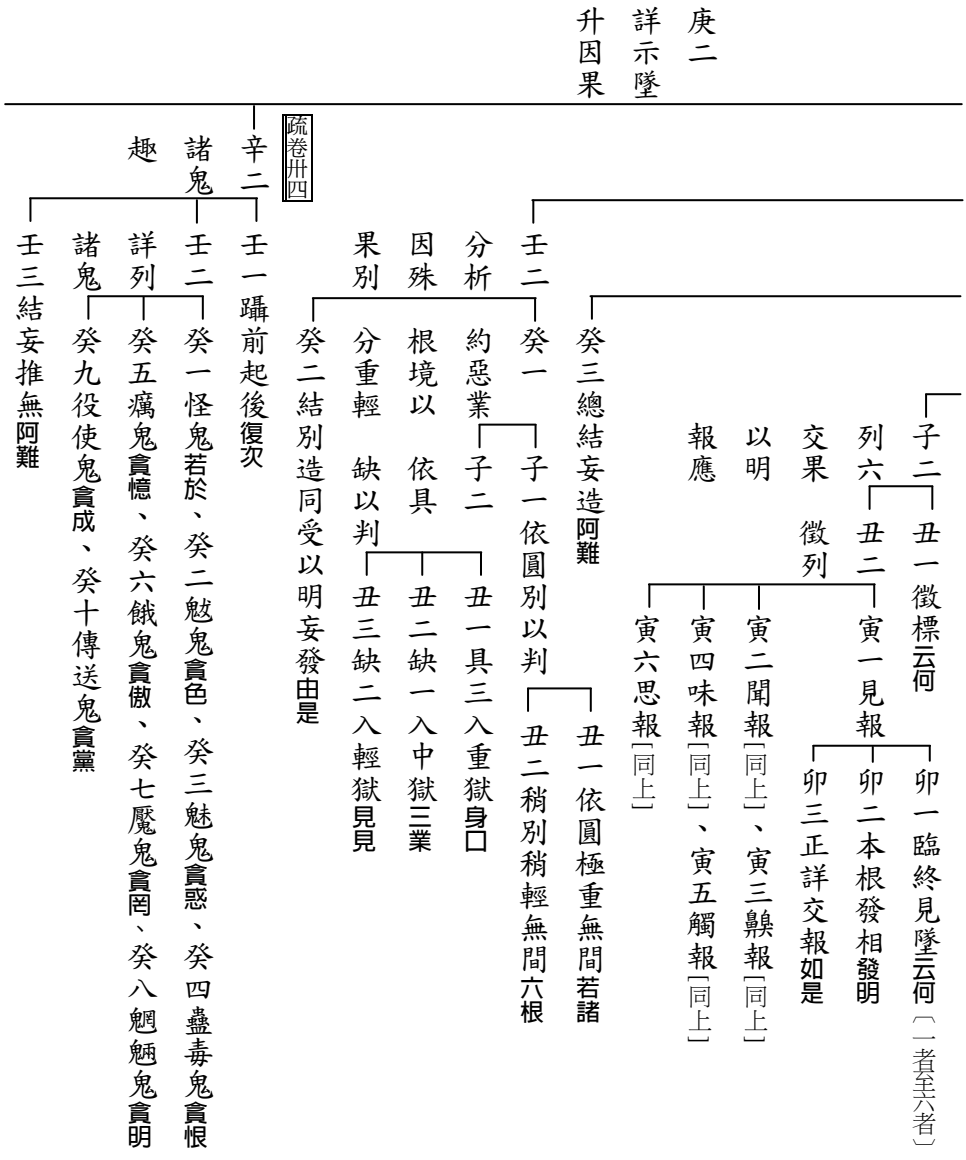 庚二
詳示墜
升因果
子二
列六
交果
以明
報應
丑一徵標云何
丑二
徵列
寅一見報
卯一臨終見墜云何〔一者至六者〕
卯二本根發相發明
卯三正詳交報如是
寅二聞報[同上]、寅三齅報[同上]
寅四味報[同上]、寅五觸報[同上]
寅六思報[同上]
癸三總結妄造阿難
壬二
分析
因殊
果別
癸一
約惡業
根境以
分重輕
子一依圓別以判
丑一依圓極重無間若諸
丑二稍別稍輕無間六根
子二
依具
缺以判
丑一具三入重獄身口
丑二缺一入中獄三業
丑三缺二入輕獄見見
癸二結別造同受以明妄發由是
疏卷卅四
辛二
諸鬼
趣
壬一躡前起後復次
壬二
詳列
諸鬼
癸一怪鬼若於、癸二魃鬼貪色、癸三魅鬼貪惑、癸四蠱毒鬼貪恨
癸五癘鬼貪憶、癸六餓鬼貪傲、癸七魘鬼貪罔、癸八魍魎鬼貪明
癸九役使鬼貪成、癸十傳送鬼貪黨
壬三結妄推無阿難